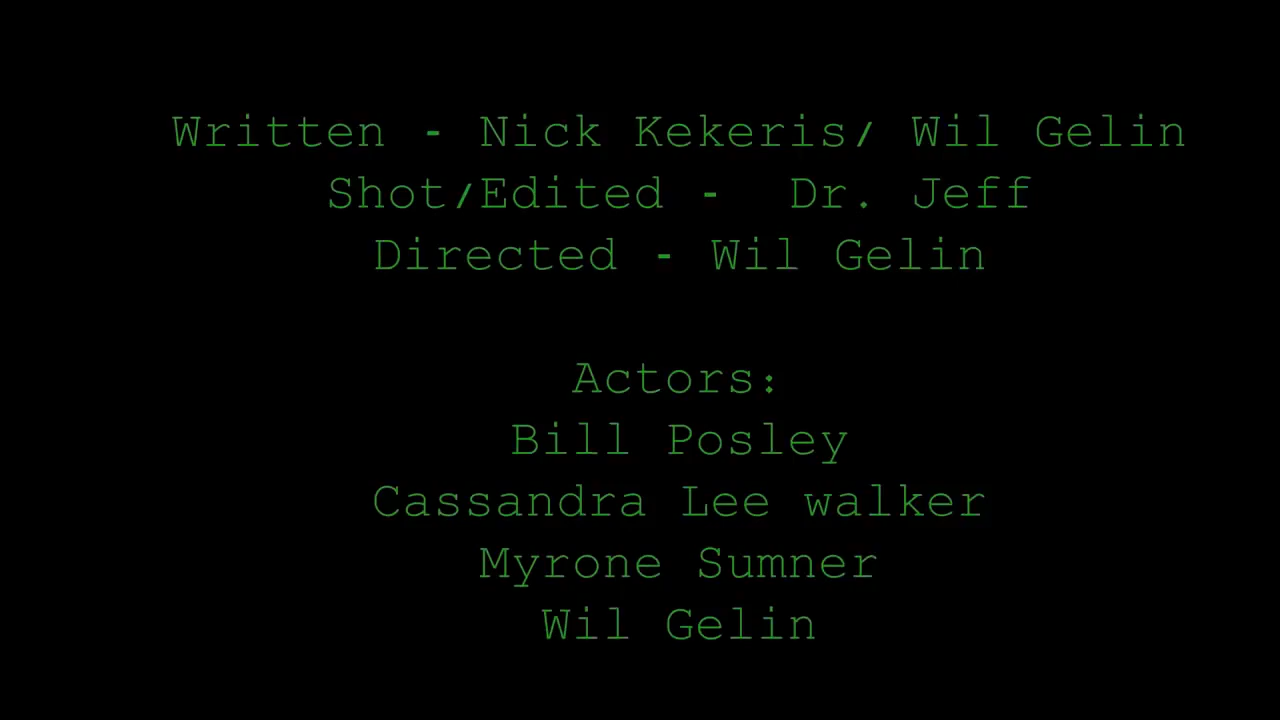 Written - Nick Kekeris/ Wil Gelin
Shot/Edited -  Dr. Jeff
Directed - Wil Gelin
Actors:
Bill Posley
Cassandra Lee walker
Myrone Sumner
Wil Gelin